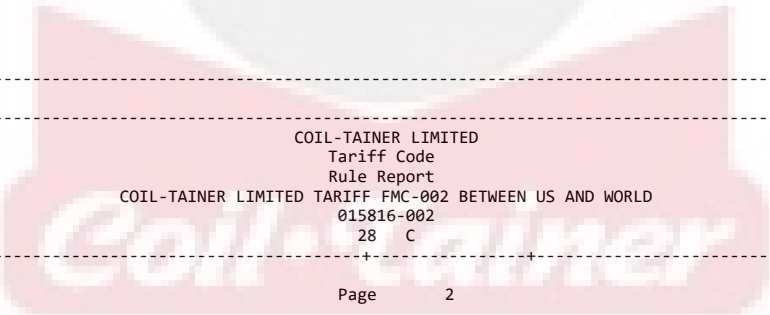 --------------------------------------------------------------------------------
--------------------------------------------------------------------------------
COIL-TAINER LIMITED
Tariff Code
Rule Report
COIL-TAINER LIMITED TARIFF FMC-002 BETWEEN US AND WORLD
015816-002
28 C
--------------------------------------+-----------------+-------------------------
Page 2
Coil-Tainer